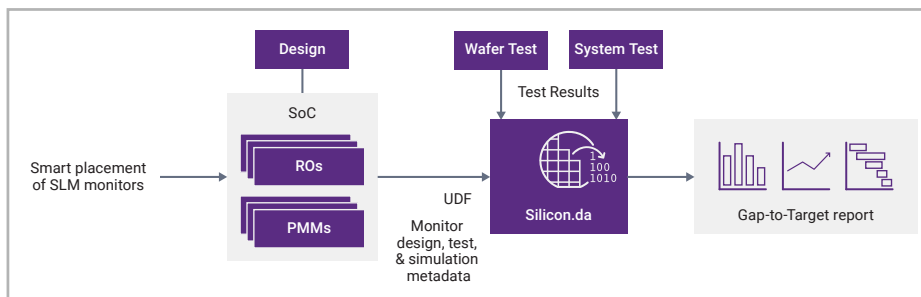 Design
Wafer Test
System Test
SoC
Test Results
ROs
PMMs
Smart placement
of SLM monitors
UDF
Monitor
design, test,
& simulation
metadata
1
100
1010
Silicon.da
Gap-to-Target report